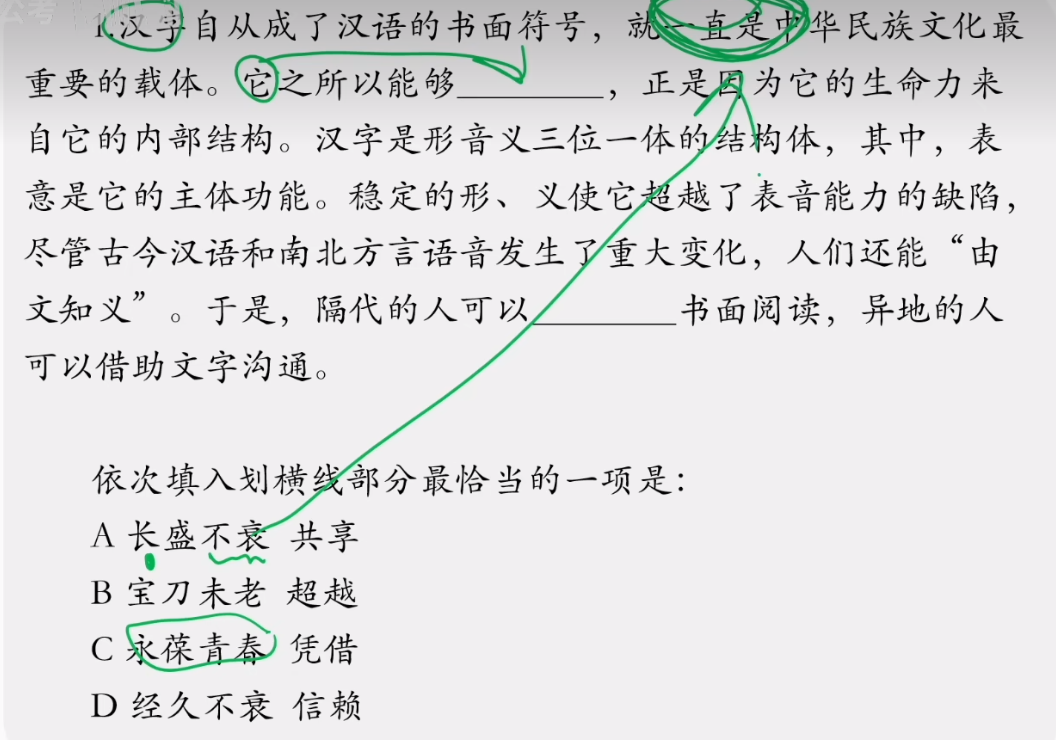 公考
1.汉字自从成了汉语的书面符号，就一直是中华民族文化最
重要的载体。它之所以能够________，正是因为它的生命力来
自它的内部结构。汉字是形音义三位一体的结构体，其中，表
意是它的主体功能。稳定的形、义使它超越了表音能力的缺陷，
尽管古今汉语和南北方言语音发生了重大变化，人们还能“由
文知义”。于是，隔代的人可以________书面阅读，异地的人
可以借助文字沟通。
依次填入划横线部分最恰当的一项是：
A 长盛不衰 共享
B 宝刀未老 超越
C 永葆青春 凭借
D 经久不衰 信赖